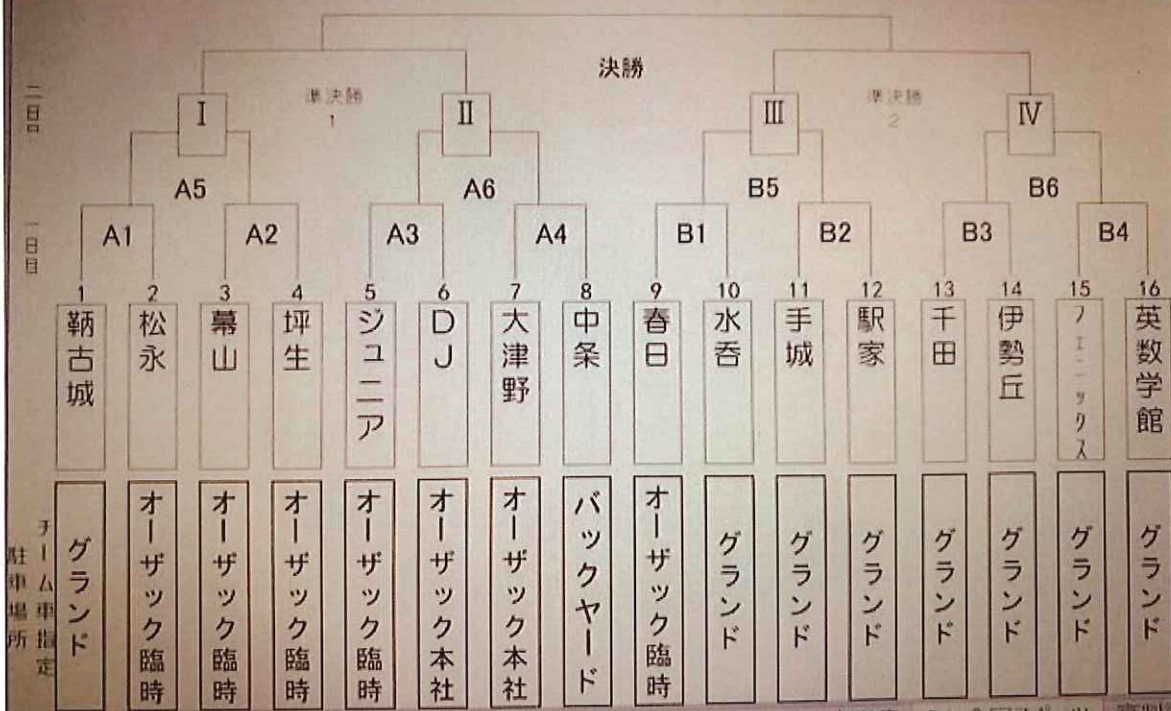 決勝
二日目
準決勝
1
準決勝
2
I
II
III
IV
A5
A6
B5
B6
一日目
A1
A2
A3
A4
B1
B2
B3
B4
1
2
3
4
5
6
7
8
9
10
11
12
13
14
15
16
鞆古城
松永
幕山
坪生
ジュニア
DJ
大津野
中条
春日
水呑
手城
駅家
千田
伊勢丘
フェニックス
英数学館
チーム車指定
駐車場所
グランド
オーザック臨時
オーザック臨時
オーザック臨時
オーザック臨時
オーザック本社
オーザック本社
バックヤード
オーザック臨時
グランド
グランド
グランド
グランド
グランド
グランド
グランド